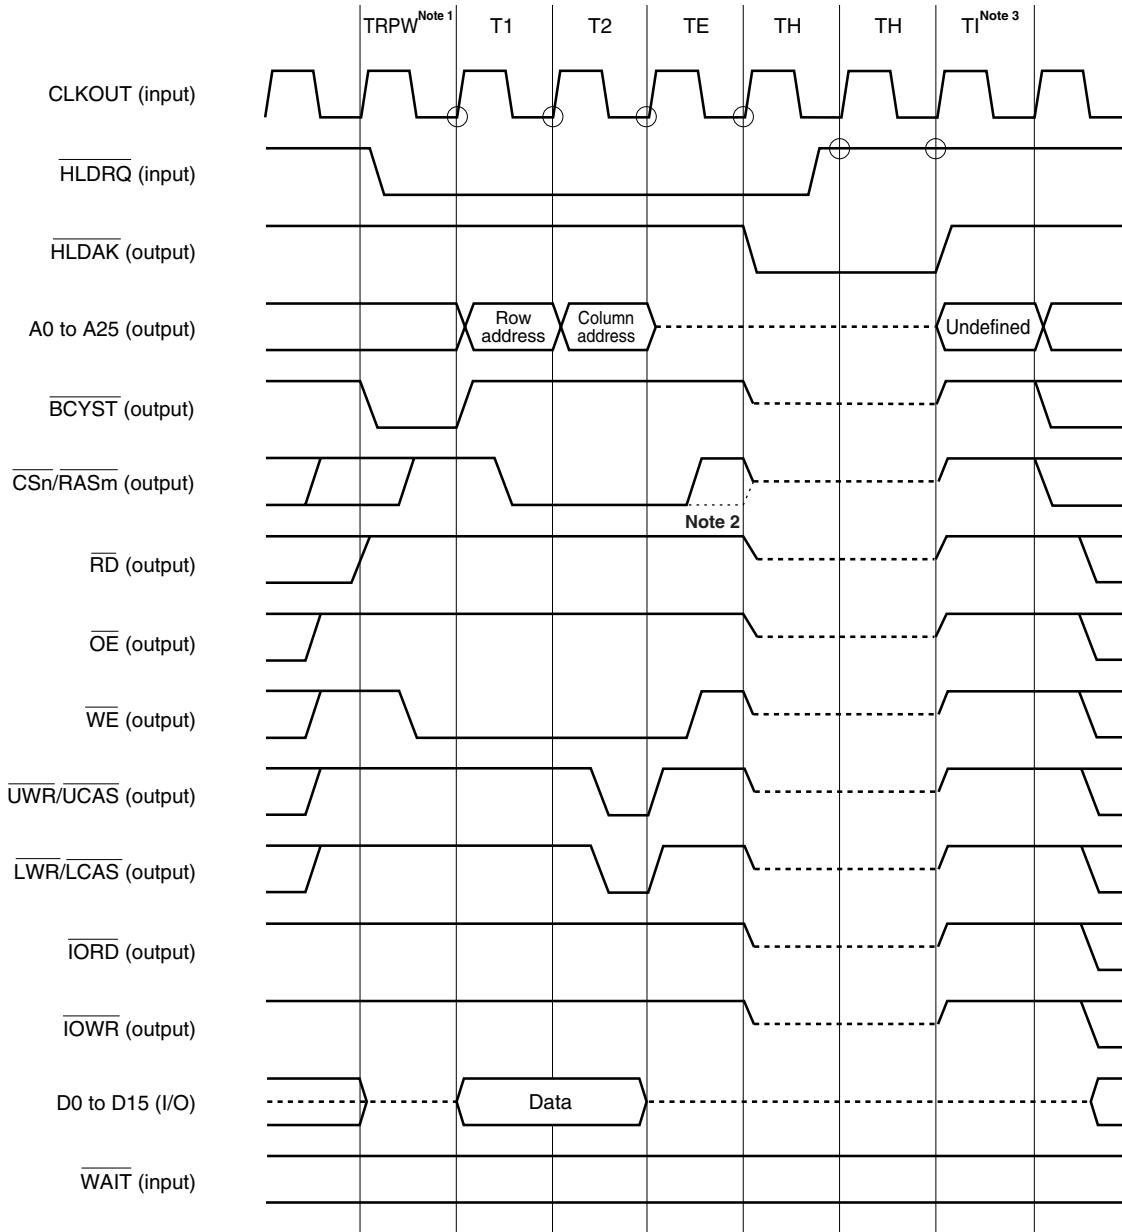 TRPW Note 1 T1 T2 TE TH TH TI Note 3
CLKOUT (input)
HLDRQ (input)
HLDAK (output)
A0 to A25 (output) Row address Column address Undefined
BCYST (output)
CSn/RASm (output)
Note 2
RD (output)
OE (output)
WE (output)
UWR/UCAS (output)
LWR/LCAS (output)
IORD (output)
IOWR (output)
D0 to D15 (I/O) Data
WAIT (input)